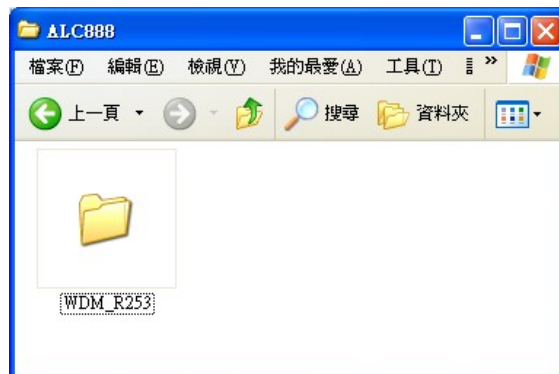 ALC888
檔案(F) 編輯(E) 檢視(V) 我的最愛(A) 工具(T) »
上一頁 搜尋 資料夾
WDM_R253